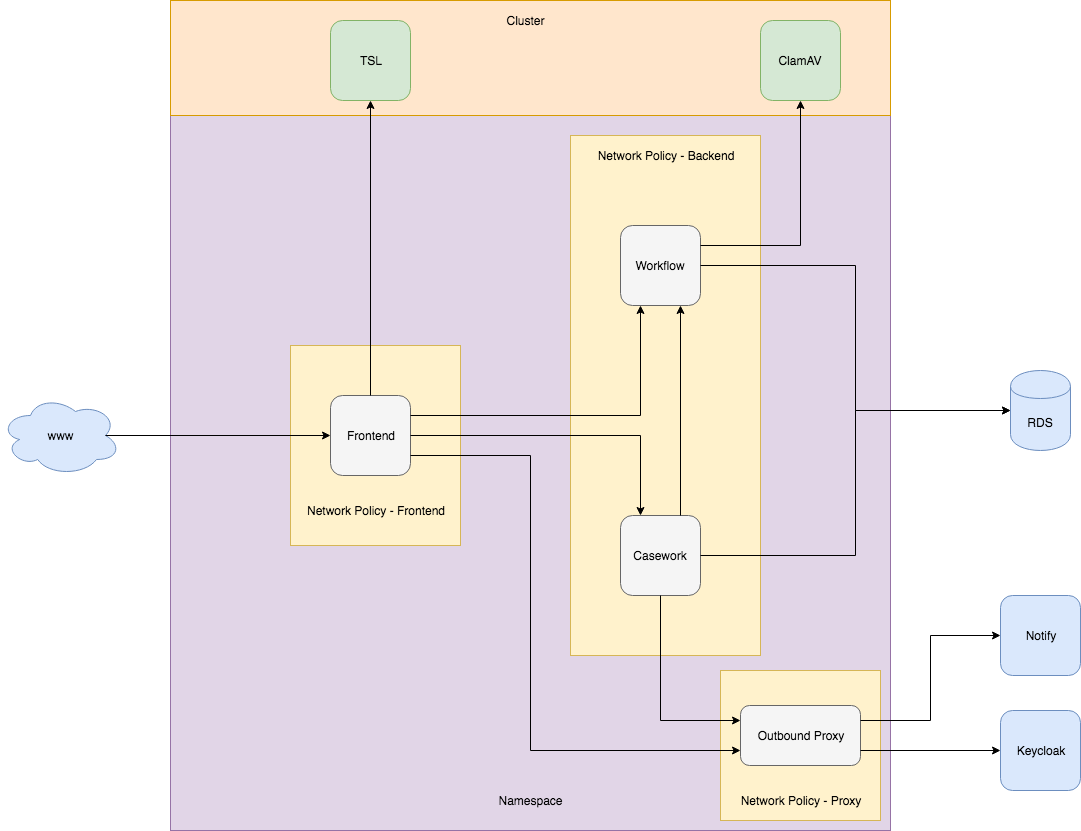 Cluster
TSL
ClamAV
Network Policy - Backend
Workflow
www
Frontend
RDS
Network Policy - Frontend
Casework
Notify
Outbound Proxy
Keycloak
Namespace
Network Policy - Proxy